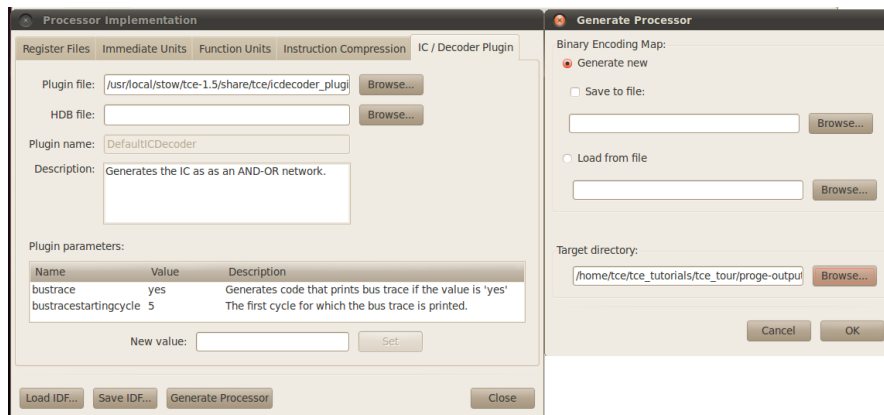 Processor Implementation
Register Files Immediate Units Function Units Instruction Compression IC / Decoder Plugin
Plugin file: /usr/local/stow/tce-1.5/share/tce/icdecoder_plugi Browse...
HDB file: Browse...
Plugin name: DefaultICDecoder
Description: Generates the IC as as an AND-OR network.
Plugin parameters:
Name Value Description
bustrace yes Generates code that prints bus trace if the value is 'yes'
bustracestartingcycle 5 The first cycle for which the bus trace is printed.
New value: Set
Load IDF... Save IDF... Generate Processor Close
Generate Processor
Binary Encoding Map:
Generate new
Save to file:
Browse...
Load from file
Browse...
Target directory:
/home/tce/tce_tutorials/tce_tour/proge-output Browse...
Cancel OK